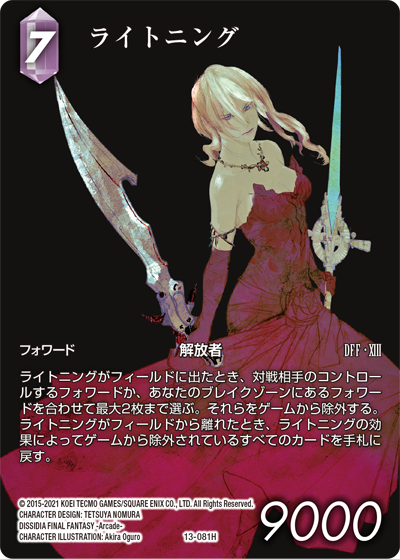 7
ライトニング
フォワード
解放者
DFF・XIII
ライトニングがフィールドに出たとき、対戦相手のコントロー
ルするフォワードか、あなたのブレイクゾーンにあるフォワー
ドを合わせて最大2枚まで選ぶ。それらをゲームから除外する。
ライトニングがフィールドから離れたとき、ライトニングの効
果によってゲームから除外されているすべてのカードを手札に
戻す。
© 2015-2021 KOEI TECMO GAMES/SQUARE ENIX CO., LTD. All Rights Reserved.
CHARACTER DESIGN: TETSUYA NOMURA
DISSIDIA FINAL FANTASY -Arcade-
CHARACTER ILLUSTRATION: Akira Oguro
13-081H
9000